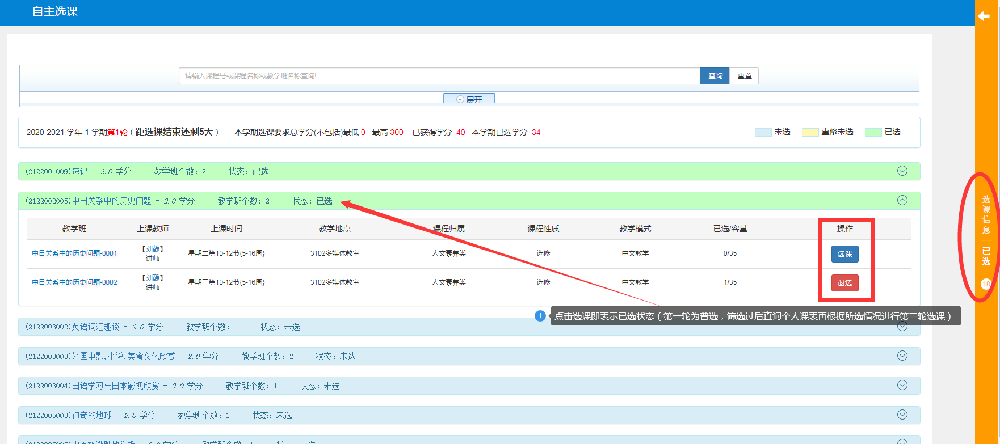 自主选课
请输入课程号或课程名称或教学班名称查询!
查询
重置
展开
2020-2021 学年 1 学期第1轮（距选课结束还剩5天） 本学期选课要求总学分(不包括)最低 0 最高 300 已获得学分 40 本学期已选学分 34
未选 重修未选 已选
(2122001009)速记 - 2.0 学分 教学班个数: 2 状态: 已选
(2122002005)中日关系中的历史问题 - 2.0 学分 教学班个数: 2 状态: 已选
教学班 上课教师 上课时间 教学地点 课程归属 课程性质 教学模式 已选/容量 操作
中日关系中的历史问题-0001 【刘静】 讲师 星期二第10-12节{5-16周} 3102多媒体教室 人文素养类 选修 中文教学 0/35 选课
中日关系中的历史问题-0002 【刘静】 讲师 星期三第10-12节{5-16周} 3102多媒体教室 人文素养类 选修 中文教学 1/35 退选
1 点击选课即表示已选状态（第一轮为普选，筛选过后查询个人课表再根据所选情况进行第二轮选课）
(2122003002)英语词汇趣谈 - 2.0 学分 教学班个数: 1 状态: 未选
(2122003003)外国电影,小说,美食文化欣赏 - 2.0 学分 教学班个数: 2 状态: 未选
(2122003004)日语学习与日本影视欣赏 - 2.0 学分 教学班个数: 1 状态: 未选
(2122005003)神奇的地球 - 2.0 学分 教学班个数: 1 状态: 未选
选课信息
已选
18